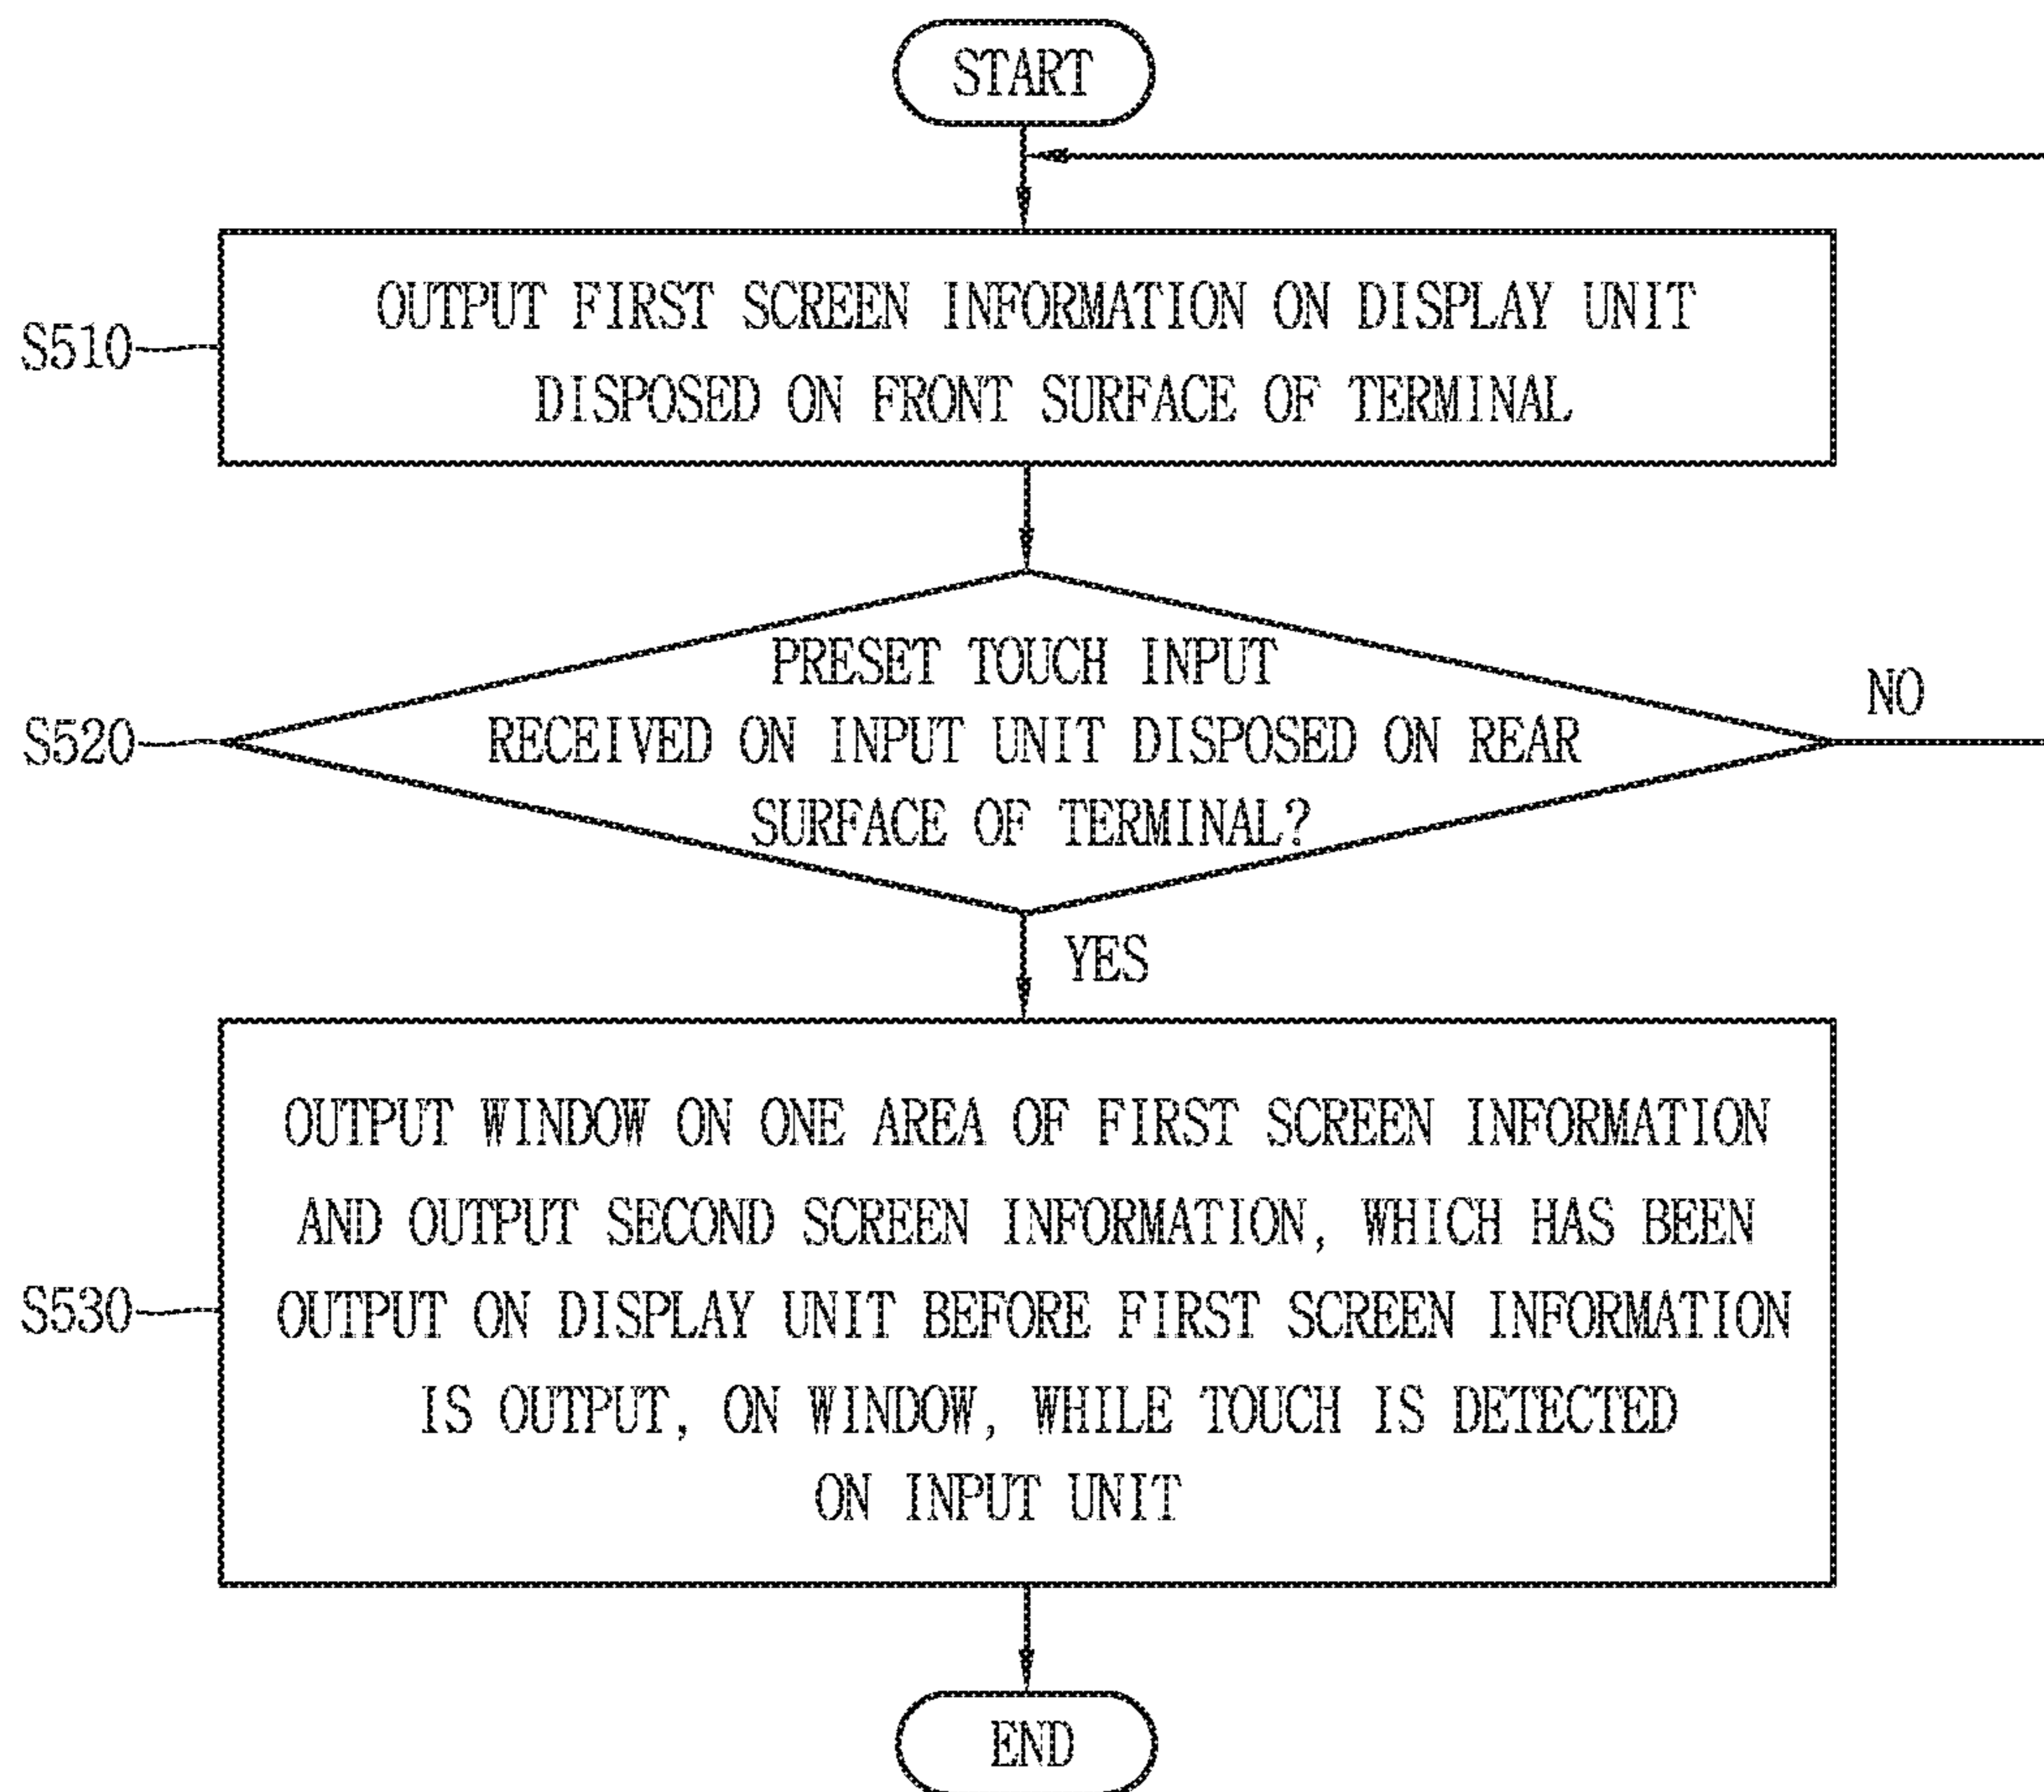 START
S510
OUTPUT FIRST SCREEN INFORMATION ON DISPLAY UNIT
DISPOSED ON FRONT SURFACE OF TERMINAL
S520
PRESET TOUCH INPUT
RECEIVED ON INPUT UNIT DISPOSED ON REAR
SURFACE OF TERMINAL?
NO
YES
S530
OUTPUT WINDOW ON ONE AREA OF FIRST SCREEN INFORMATION
AND OUTPUT SECOND SCREEN INFORMATION, WHICH HAS BEEN
OUTPUT ON DISPLAY UNIT BEFORE FIRST SCREEN INFORMATION
IS OUTPUT, ON WINDOW, WHILE TOUCH IS DETECTED
ON INPUT UNIT
END